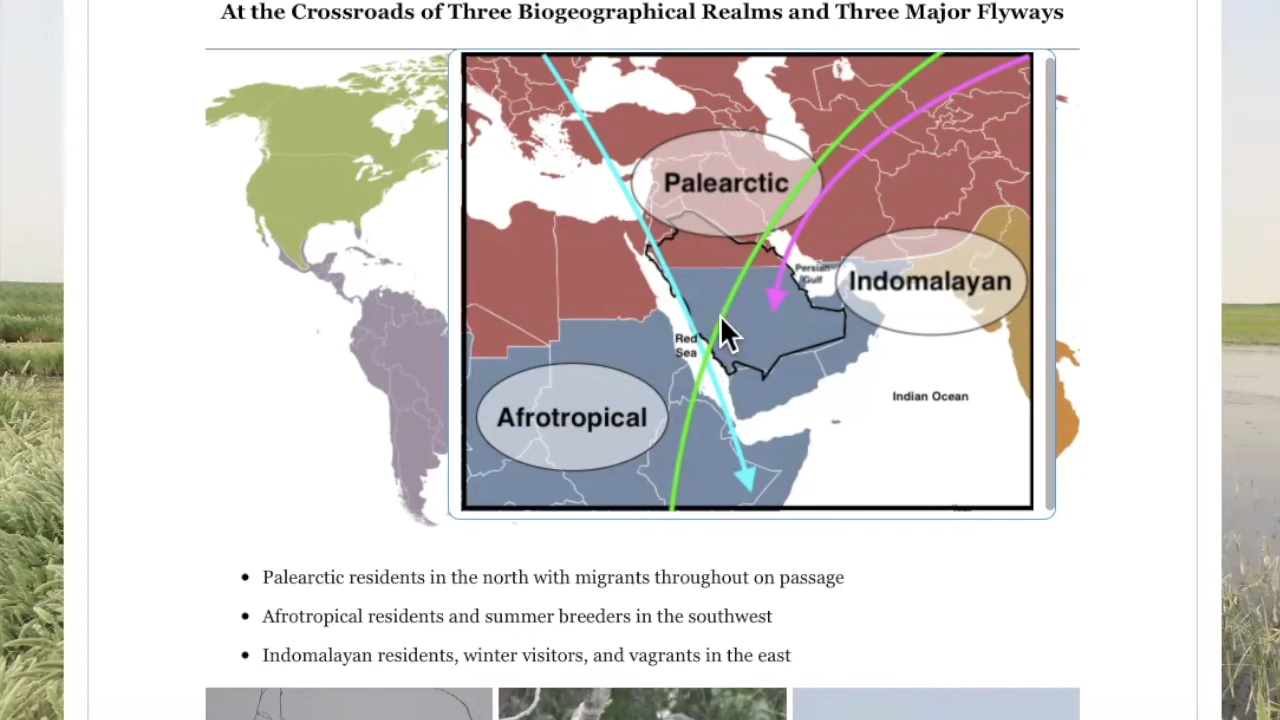 At the Crossroads of Three Biogeographical Realms and Three Major Flyways
Palearctic
Persian
Gulf
Indomalayan
Red
Sea
Indian Ocean
Afrotropical
• Palearctic residents in the north with migrants throughout on passage
• Afrotropical residents and summer breeders in the southwest
• Indomalayan residents, winter visitors, and vagrants in the east